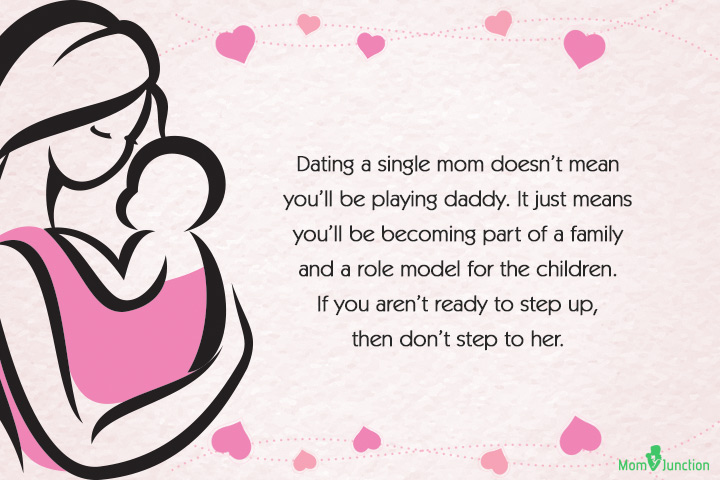 Dating a single mom doesn't mean
you'll be playing daddy. It just means
you'll be becoming part of a family
and a role model for the children.
If you aren't ready to step up,
then don't step to her.
Mom Junction